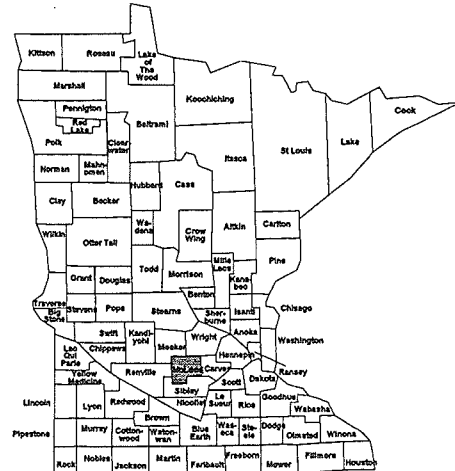 Kittson
Roseau
Lake
of
The
Wood
Marshall
Koochiching
Cook
Pennington
Red
Lake
Beltrami
Polk
Clear
water
Itasca
St Louis
Lake
Norman
Mahn-
omen
Hubbard
Cass
Clay
Becker
Wa-
dena
Crow
Wing
Aitkin
Carlton
Wilkin
Otter Tail
Mille
Lacs
Pine
Grant
Douglas
Todd
Morrison
Kana-
bec
Traverse
Big
Stone
Stevens
Pope
Stearns
Benton
Sher-
burne
Isanti
Chisago
Swift
Kandi-
yohi
Meeker
Wright
Anoka
Washington
Lac
Qui
Parle
Chippewa
Hennepin
Ramsey
Yellow
Medicine
Renville
McLeod
Carver
Scott
Dakota
Lincoln
Lyon
Redwood
Sibley
Nicollet
Le
Sueur
Rice
Goodhue
Wabasha
Pipestone
Murray
Cotton-
wood
Brown
Waton-
wan
Blue
Earth
Was-
eca
Ste-
ele
Dodge
Olmsted
Winona
Rock
Nobles
Jackson
Martin
Faribault
Freeborn
Mower
Fillmore
Houston